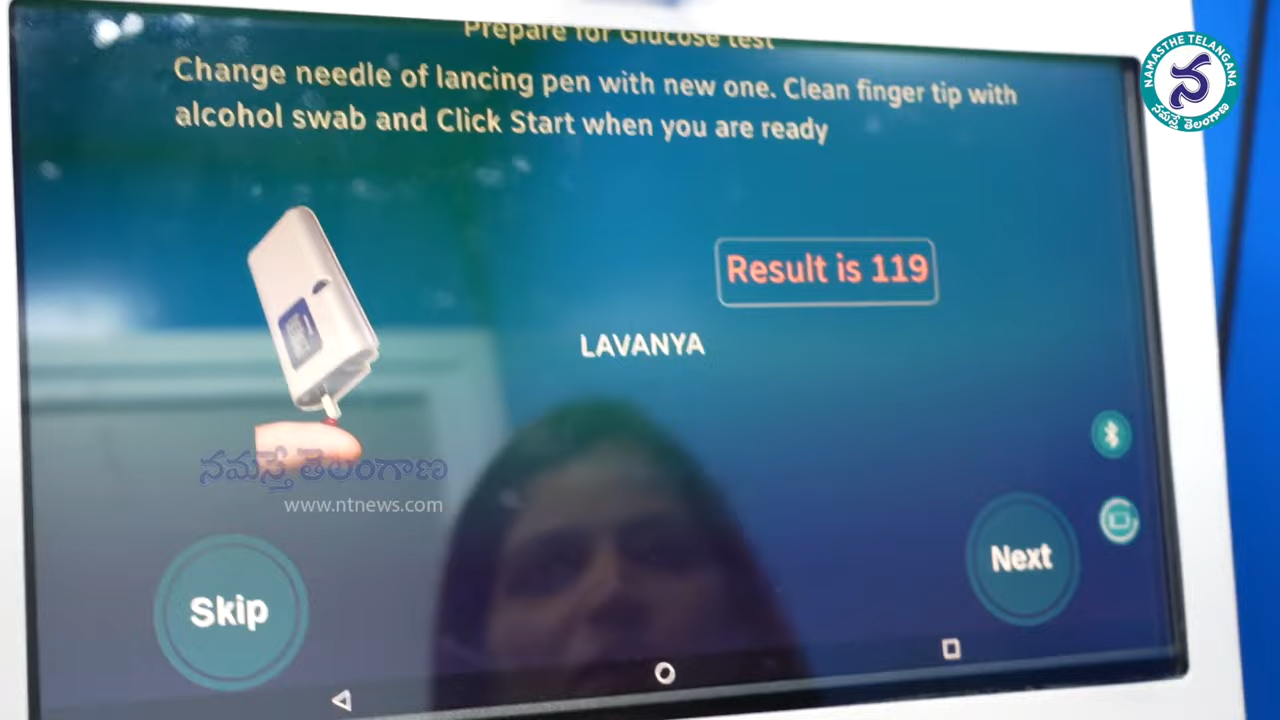 Prepare for Glucose test
Change needle of lancing pen with new one. Clean finger tip with
alcohol swab and Click Start when you are ready
Result is 119
LAVANYA
Skip
Next
నమస్తే తెలంగాణ
www.ntnews.com
NAMASTHE TELANGANA
న
నమస్తే తెలంగాణ